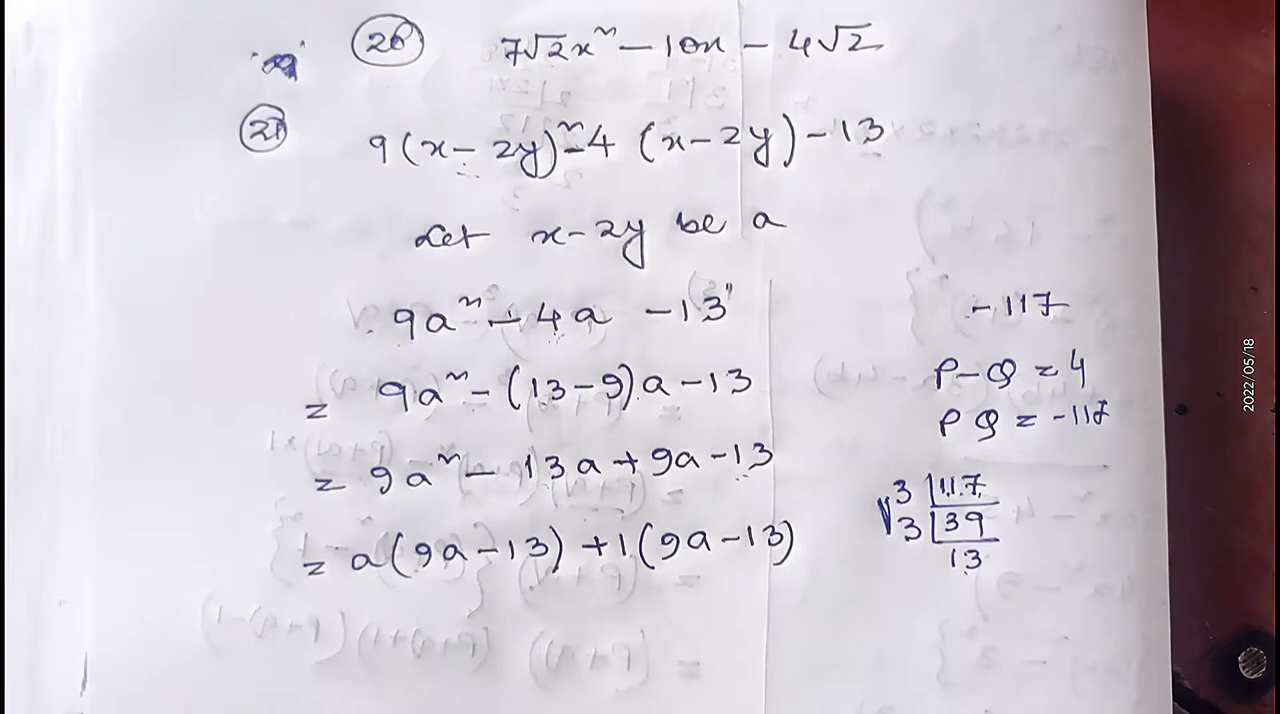 26 7√2x² - 10x - 4√2
9(x-2y)²-4 (x-2y)-13
Let x-2y be a
9a² - 4a - 13
= 9a² - (13-9)a - 13
= 9a² - 13a + 9a - 13
= a(9a-13) + 1(9a-13)
-117
P-Q = 4
PQ = -117
3 117
3 39
13
2022/05/18